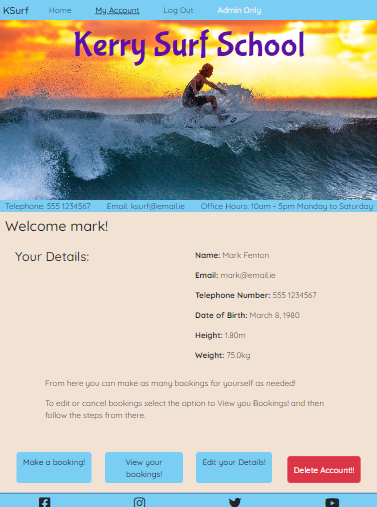 KSurf Home My Account Log Out Admin Only
Kerry Surf School
Telephone: 555 1234567 Email: ksurf@email.ie Office Hours: 10am - 5pm Monday to Saturday
Welcome mark!
Your Details:
Name: Mark Fenton
Email: mark@email.ie
Telephone Number: 555 1234567
Date of Birth: March 8, 1980
Height: 1.80m
Weight: 75.0kg
From here you can make as many bookings for yourself as needed!
To edit or cancel bookings select the option to View you Bookings! and then
follow the steps from there.
Make a booking!
View your
bookings!
Edit your Details!
Delete Account!!